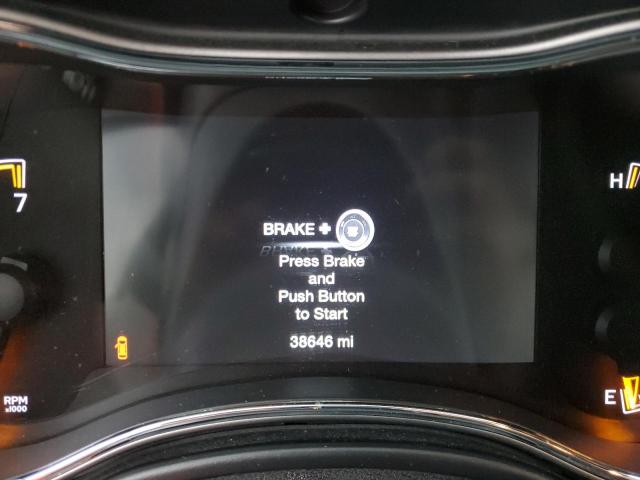 7
H
BRAKE +
Press Brake
and
Push Button
to Start
38646 mi
RPM
x1000
E